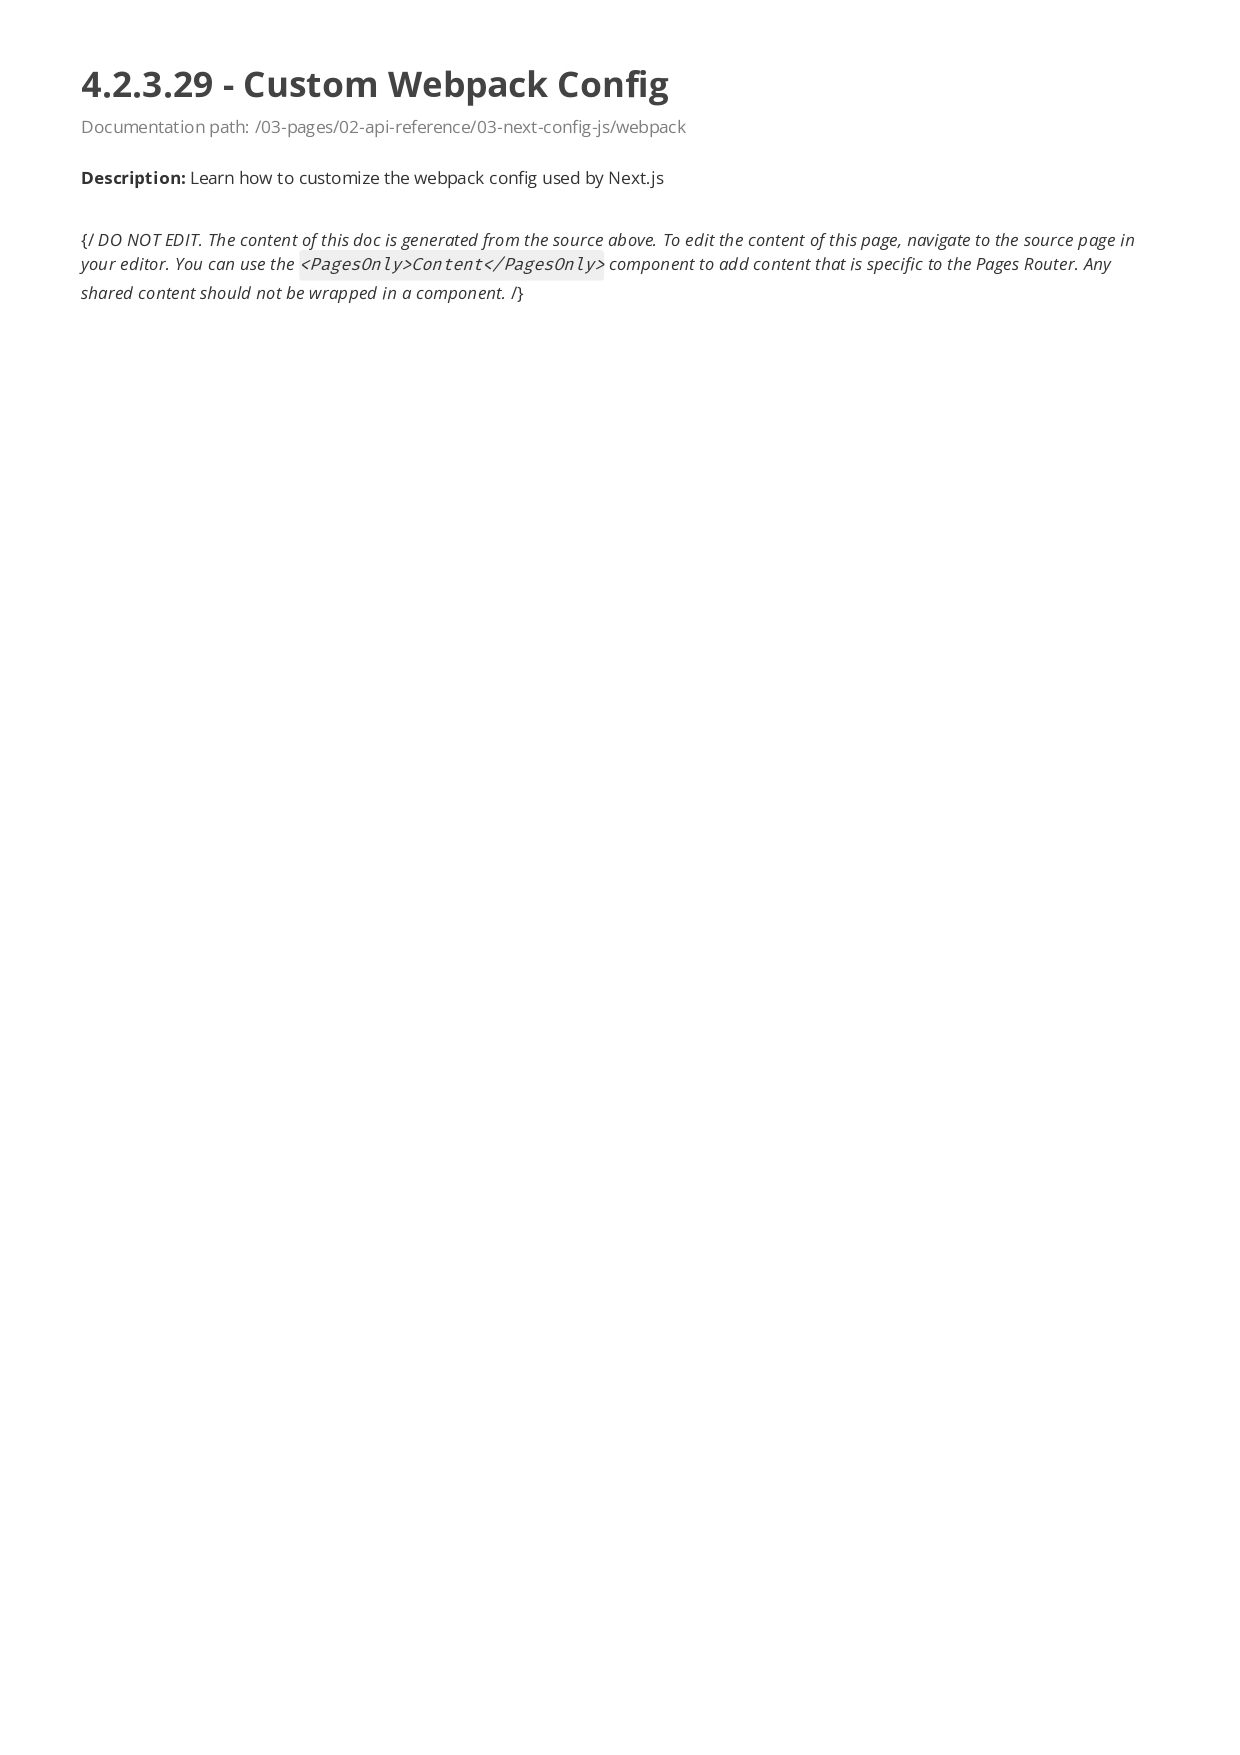 4.2.3.29 - Custom Webpack Config
Documentation path: /03-pages/02-api-reference/03-next-config-js/webpack
Description: Learn how to customize the webpack config used by Next.js
{/ DO NOT EDIT. The content of this doc is generated from the source above. To edit the content of this page, navigate to the source page in
your editor. You can use the <PagesOnly>Content</PagesOnly> component to add content that is specific to the Pages Router. Any
shared content should not be wrapped in a component. /}